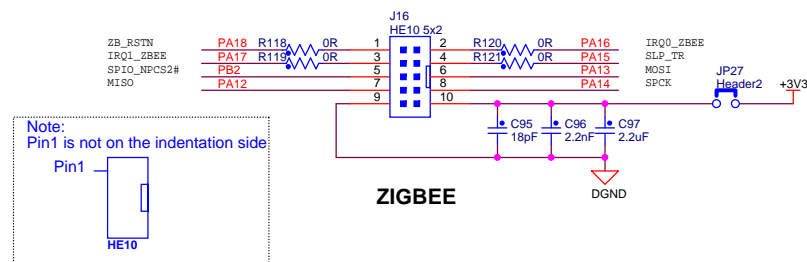 J16
HE10 5x2
ZB_RSTN PA18 R118 0R 1 2 R120 0R PA16 IRQ0_ZBEE
IRQ1_ZBEE PA17 R119 0R 3 4 R121 0R PA15 SLP_TR
SPI0_NPCS2# PB2 5 6 PA13 MOSI
MISO PA12 7 8 PA14 SPCK
9 10
JP27
Header2
+3V3
C95
18pF
C96
2.2nF
C97
2.2uF
DGND
ZIGBEE
Note:
Pin1 is not on the indentation side
Pin1
HE10